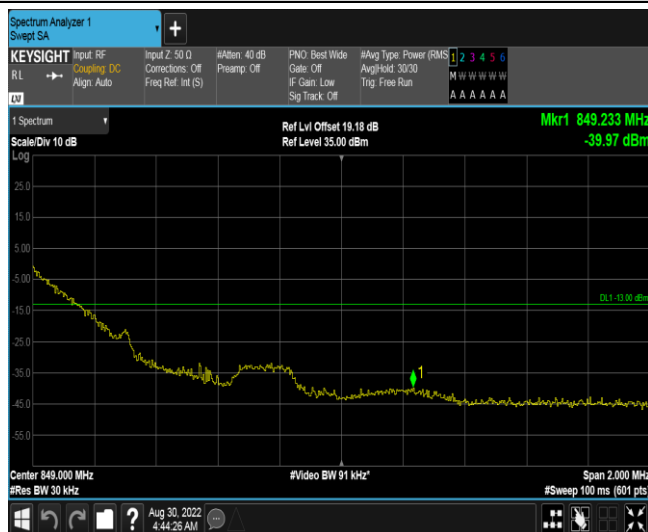 Spectrum Analyzer 1
Swept SA
KEYSIGHT
RL
LXI
Input: RF
Coupling: DC
Align: Auto
Input Z: 50 Ω
Corrections: Off
Freq Ref: Int (S)
#Atten: 40 dB
Preamp: Off
PNO: Best Wide
Gate: Off
IF Gain: Low
Sig Track: Off
#Avg Type: Power (RMS
Avg|Hold: 30/30
Trig: Free Run
1 2 3 4 5 6
M W W W W W
A A A A A A
1 Spectrum
Scale/Div 10 dB
Ref Lvl Offset 19.18 dB
Ref Level 35.00 dBm
Mkr1 849.233 MHz
-39.97 dBm
Log
25.0
15.0
5.00
-5.00
DL1 -13.00 dBm
-15.0
-25.0
-35.0
1
-45.0
-55.0
Center 849.000 MHz
#Video BW 91 kHz*
Span 2.000 MHz
#Res BW 30 kHz
#Sweep 100 ms (601 pts)
?
Aug 30, 2022
4:44:26 AM